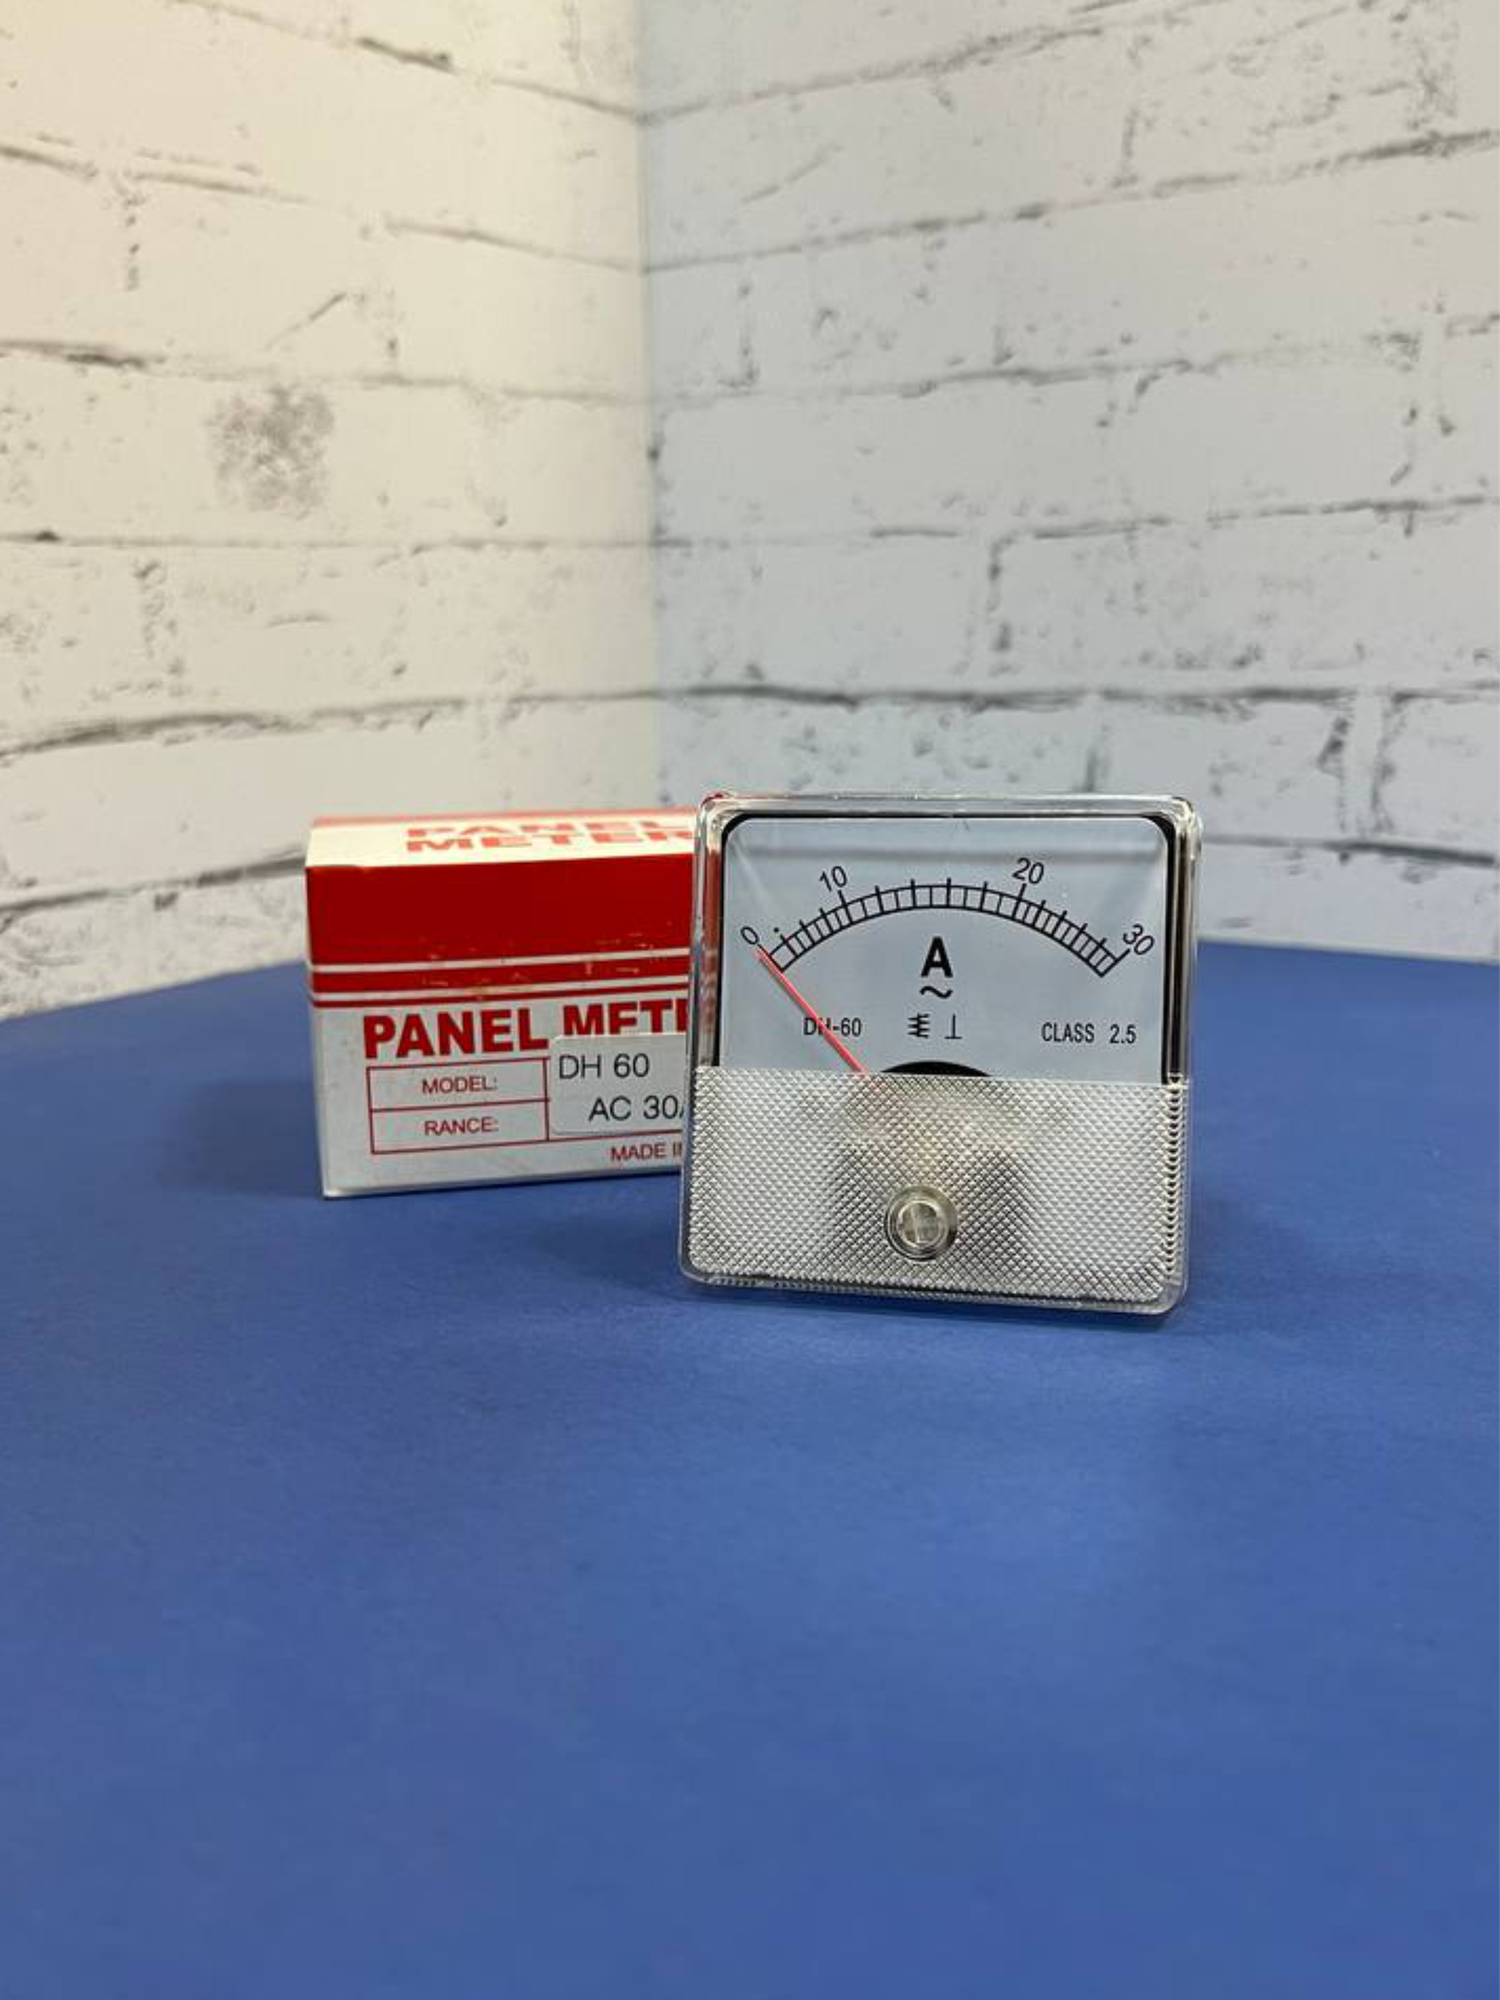 PANEL
METER
PANEL METE
MODEL: DH 60
RANCE: AC 30A
MADE IN
0 10 20 30
A
~
DH-60 ⊥ CLASS 2.5